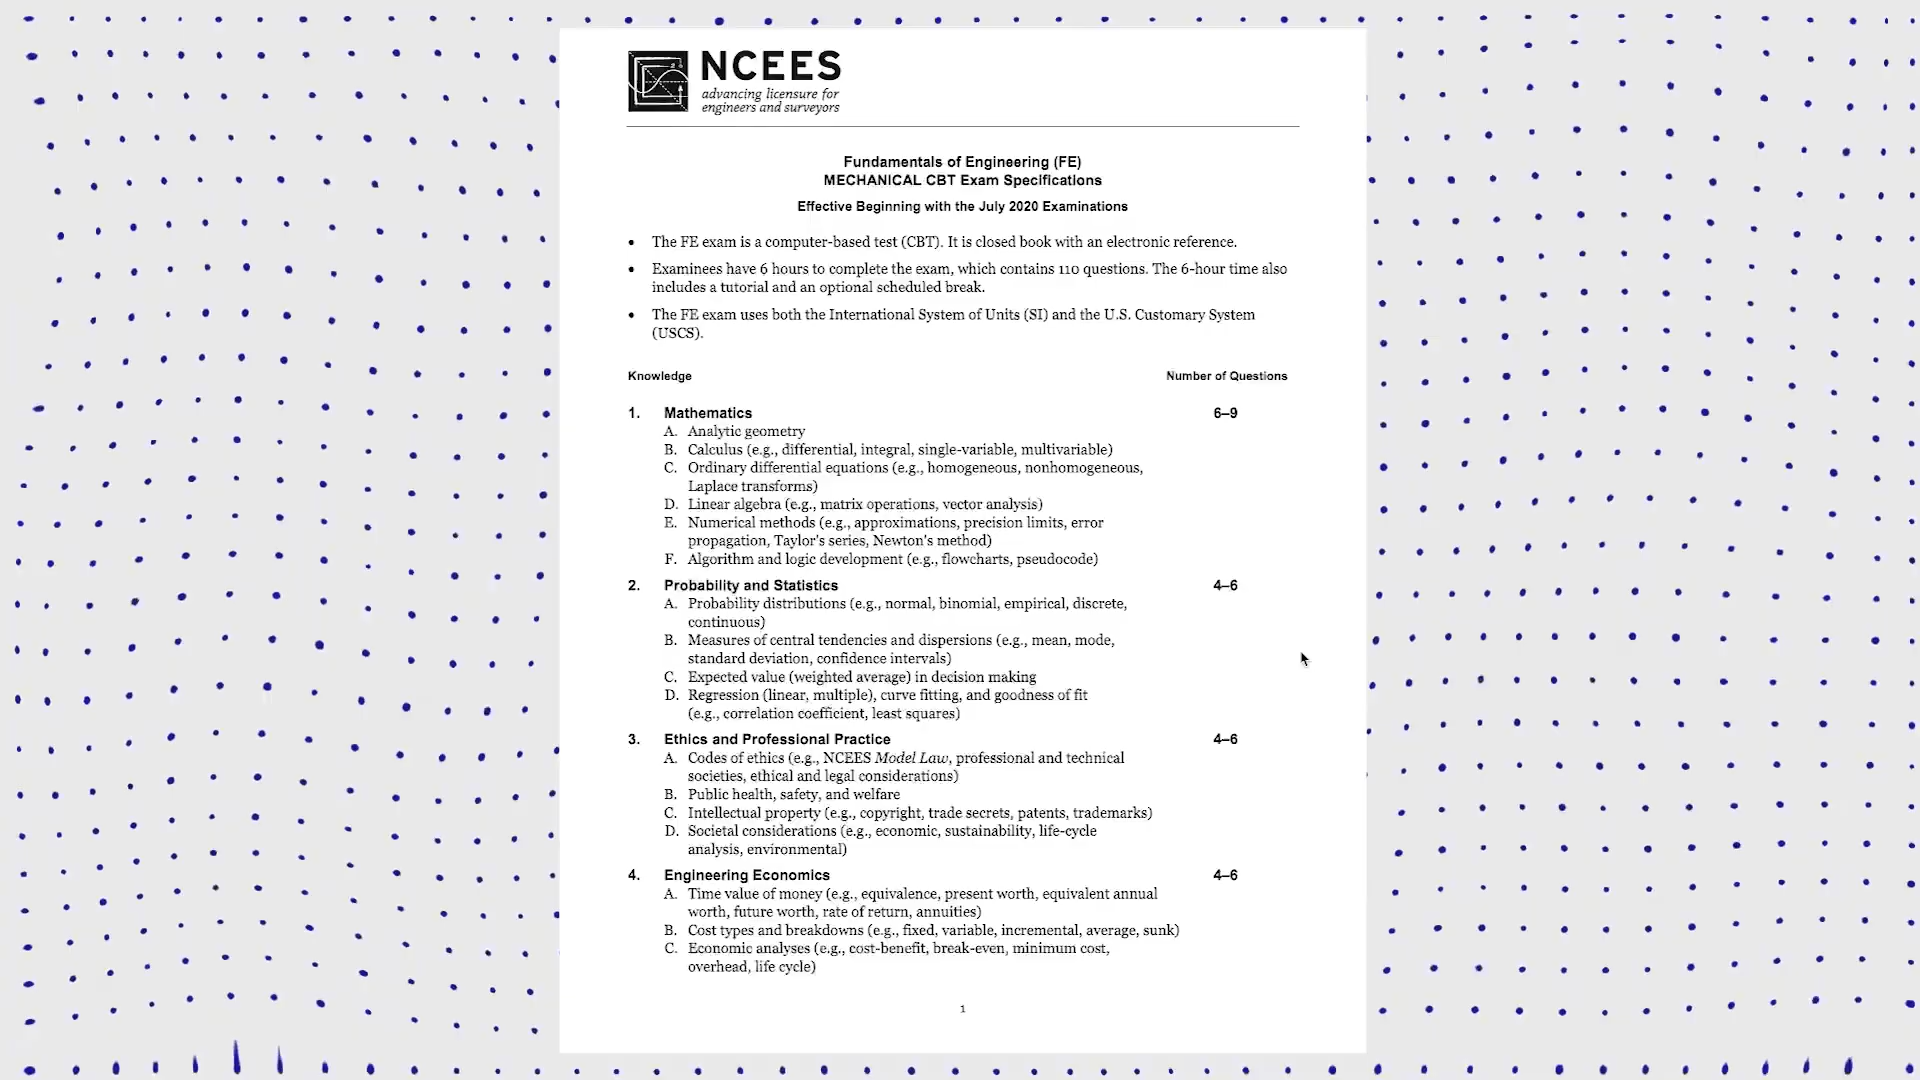 NCEES
advancing licensure for
engineers and surveyors
Fundamentals of Engineering (FE)
MECHANICAL CBT Exam Specifications
Effective Beginning with the July 2020 Examinations
• The FE exam is a computer-based test (CBT). It is closed book with an electronic reference.
• Examinees have 6 hours to complete the exam, which contains 110 questions. The 6-hour time also
includes a tutorial and an optional scheduled break.
• The FE exam uses both the International System of Units (SI) and the U.S. Customary System
(USCS).
Knowledge Number of Questions
1. Mathematics 6–9
A. Analytic geometry
B. Calculus (e.g., differential, integral, single-variable, multivariable)
C. Ordinary differential equations (e.g., homogeneous, nonhomogeneous,
Laplace transforms)
D. Linear algebra (e.g., matrix operations, vector analysis)
E. Numerical methods (e.g., approximations, precision limits, error
propagation, Taylor's series, Newton's method)
F. Algorithm and logic development (e.g., flowcharts, pseudocode)
2. Probability and Statistics 4–6
A. Probability distributions (e.g., normal, binomial, empirical, discrete,
continuous)
B. Measures of central tendencies and dispersions (e.g., mean, mode,
standard deviation, confidence intervals)
C. Expected value (weighted average) in decision making
D. Regression (linear, multiple), curve fitting, and goodness of fit
(e.g., correlation coefficient, least squares)
3. Ethics and Professional Practice 4–6
A. Codes of ethics (e.g., NCEES Model Law, professional and technical
societies, ethical and legal considerations)
B. Public health, safety, and welfare
C. Intellectual property (e.g., copyright, trade secrets, patents, trademarks)
D. Societal considerations (e.g., economic, sustainability, life-cycle
analysis, environmental)
4. Engineering Economics 4–6
A. Time value of money (e.g., equivalence, present worth, equivalent annual
worth, future worth, rate of return, annuities)
B. Cost types and breakdowns (e.g., fixed, variable, incremental, average, sunk)
C. Economic analyses (e.g., cost-benefit, break-even, minimum cost,
overhead, life cycle)
1